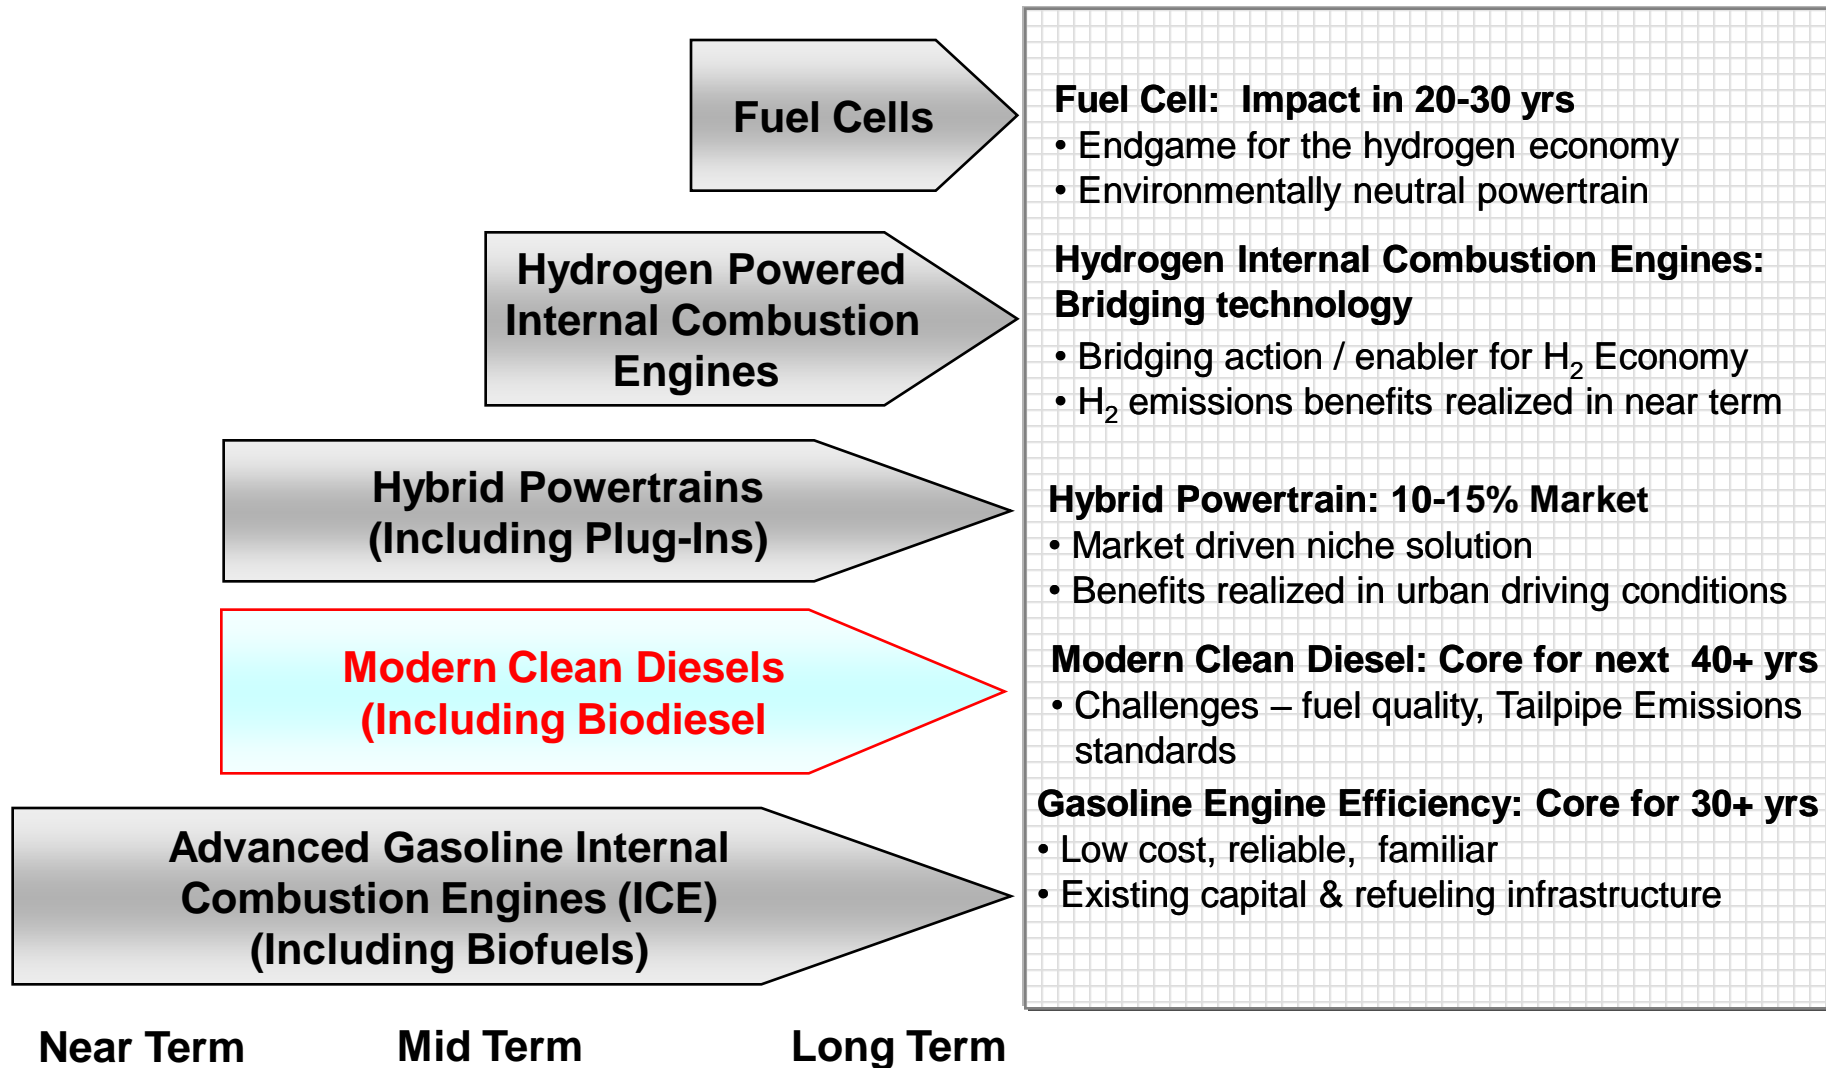 Fuel Cells
Hydrogen Powered
Internal Combustion
Engines
Hybrid Powertrains
(Including Plug-Ins)
Modern Clean Diesels
(Including Biodiesel
Advanced Gasoline Internal
Combustion Engines (ICE)
(Including Biofuels)
Near Term
Mid Term
Long Term
Fuel Cell:  Impact in 20-30 yrs
• Endgame for the hydrogen economy
• Environmentally neutral powertrain
Hydrogen Internal Combustion Engines:
Bridging technology
• Bridging action / enabler for H₂ Economy
• H₂ emissions benefits realized in near term
Hybrid Powertrain: 10-15% Market
• Market driven niche solution
• Benefits realized in urban driving conditions
Modern Clean Diesel: Core for next  40+ yrs
• Challenges – fuel quality, Tailpipe Emissions
standards
Gasoline Engine Efficiency: Core for 30+ yrs
• Low cost, reliable,  familiar
• Existing capital & refueling infrastructure